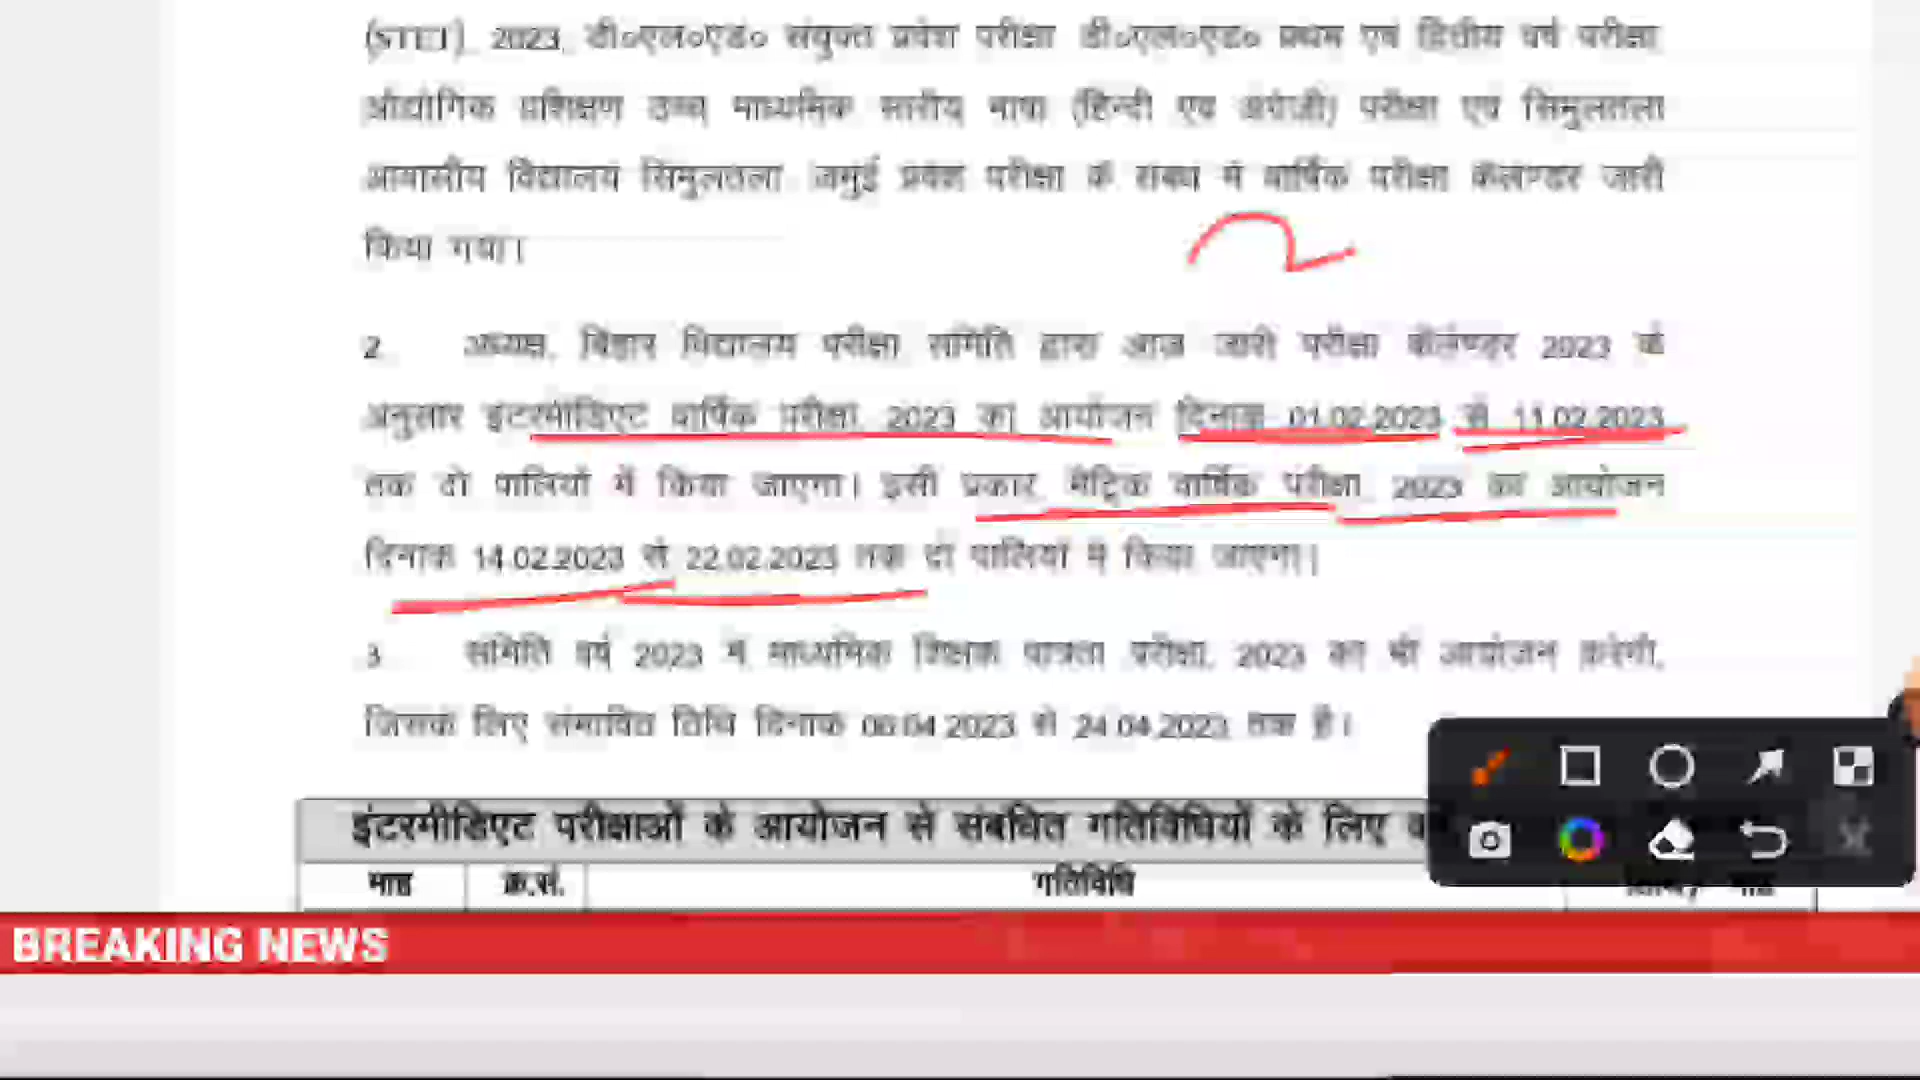 (STET), 2023, डी०एल०एड० संयुक्त प्रवेश परीक्षा डी०एल०एड० प्रथम एवं द्वितीय वर्ष परीक्षा
औद्योगिक प्रशिक्षण उच्च माध्यमिक स्तरीय भाषा (हिन्दी एवं अंग्रेजी) परीक्षा एवं सिमुलतला
आवासीय विद्यालय सिमुलतला, जमुई प्रवेश परीक्षा के संबंध में वार्षिक परीक्षा कैलेण्डर जारी
किया गया।
2
2. अध्यक्ष, बिहार विद्यालय परीक्षा समिति द्वारा आज जारी परीक्षा कैलेण्डर 2023 के
अनुसार इंटरमीडिएट वार्षिक परीक्षा, 2023 का आयोजन दिनांक 01.02.2023 से 11.02.2023
तक दो पालियों में किया जाएगा। इसी प्रकार, मैट्रिक वार्षिक परीक्षा, 2023 का आयोजन
दिनांक 14.02.2023 से 22.02.2023 तक दो पालियों में किया जाएगा।
3. समिति वर्ष 2023 में माध्यमिक शिक्षक पात्रता परीक्षा, 2023 का भी आयोजन करेगी,
जिसके लिए संभावित तिथि दिनांक 06.04.2023 से 24.04.2023 तक है।
इंटरमीडिएट परीक्षाओं के आयोजन से संबंधित गतिविधियों के लिए
माह क्र.सं. गतिविधि
BREAKING NEWS